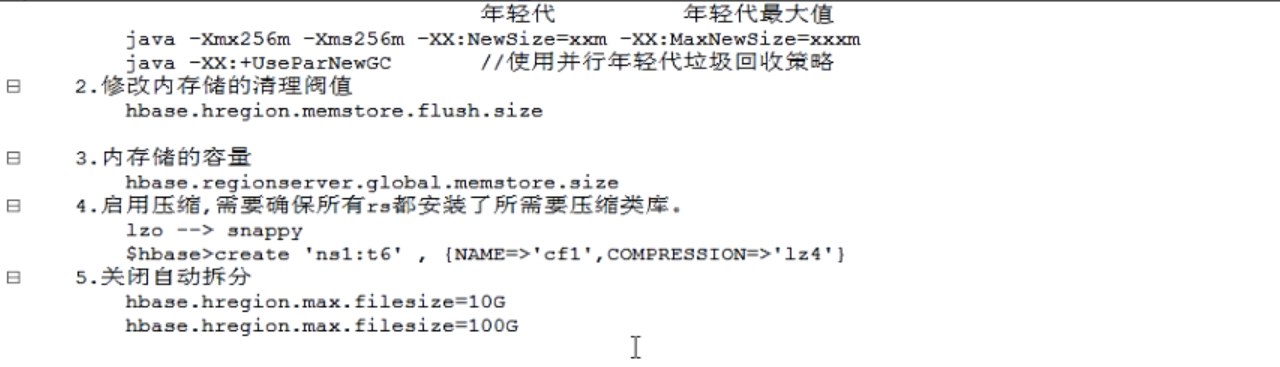 年轻代 年轻代最大值
java -Xmx256m -Xms256m -XX:NewSize=xxm -XX:MaxNewSize=xxxm
java -XX:+UseParNewGC //使用并行年轻代垃圾回收策略
2.修改内存储的清理阀值
hbase.hregion.memstore.flush.size
3.内存储的容量
hbase.regionserver.global.memstore.size
4.启用压缩,需要确保所有rs都安装了所需要压缩类库。
lzo --> snappy
$hbase>create 'ns1:t6' , {NAME=>'cf1',COMPRESSION=>'lz4'}
5.关闭自动拆分
hbase.hregion.max.filesize=10G
hbase.hregion.max.filesize=100G